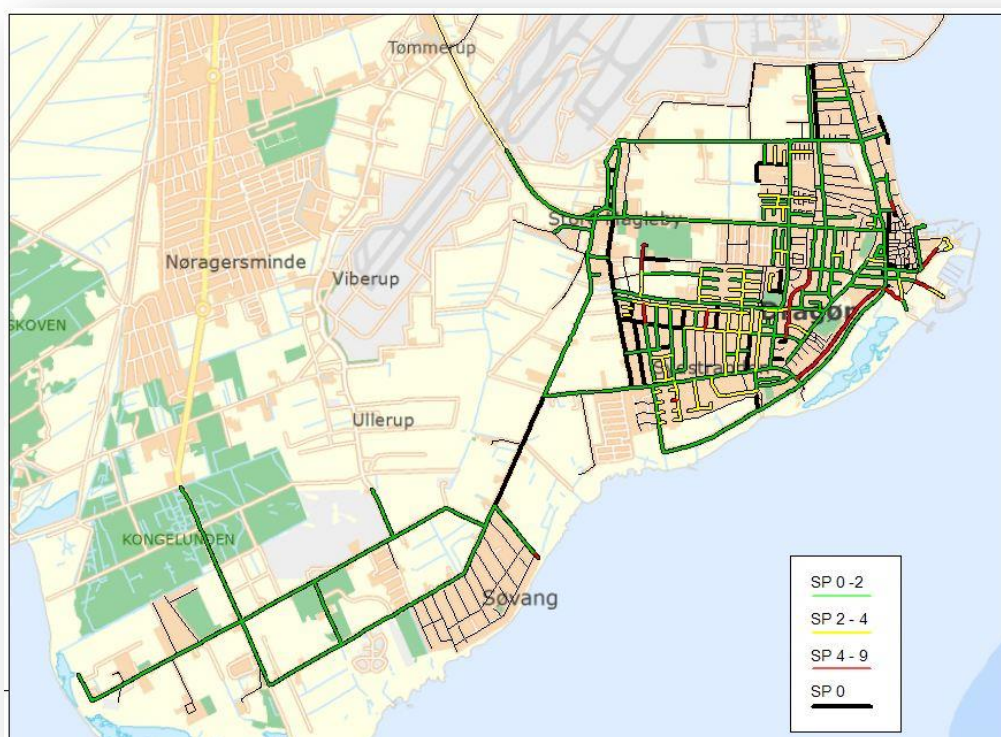 Tømmerup
Nøragersminde
Viberup
SKOVEN
Ullerup
KONGELUNDEN
Søvang
SP 0 -2
SP 2 - 4
SP 4 - 9
SP 0